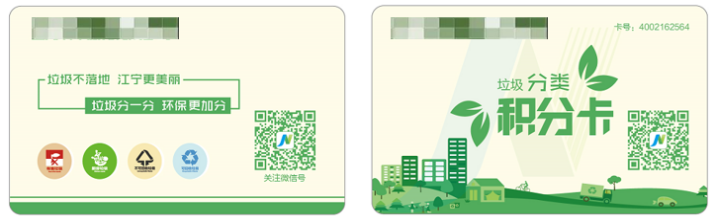 垃圾不落地 江宁更美丽
垃圾分一分 环保更加分
关注微信号
卡号：4002162564
垃圾 分类
积分卡